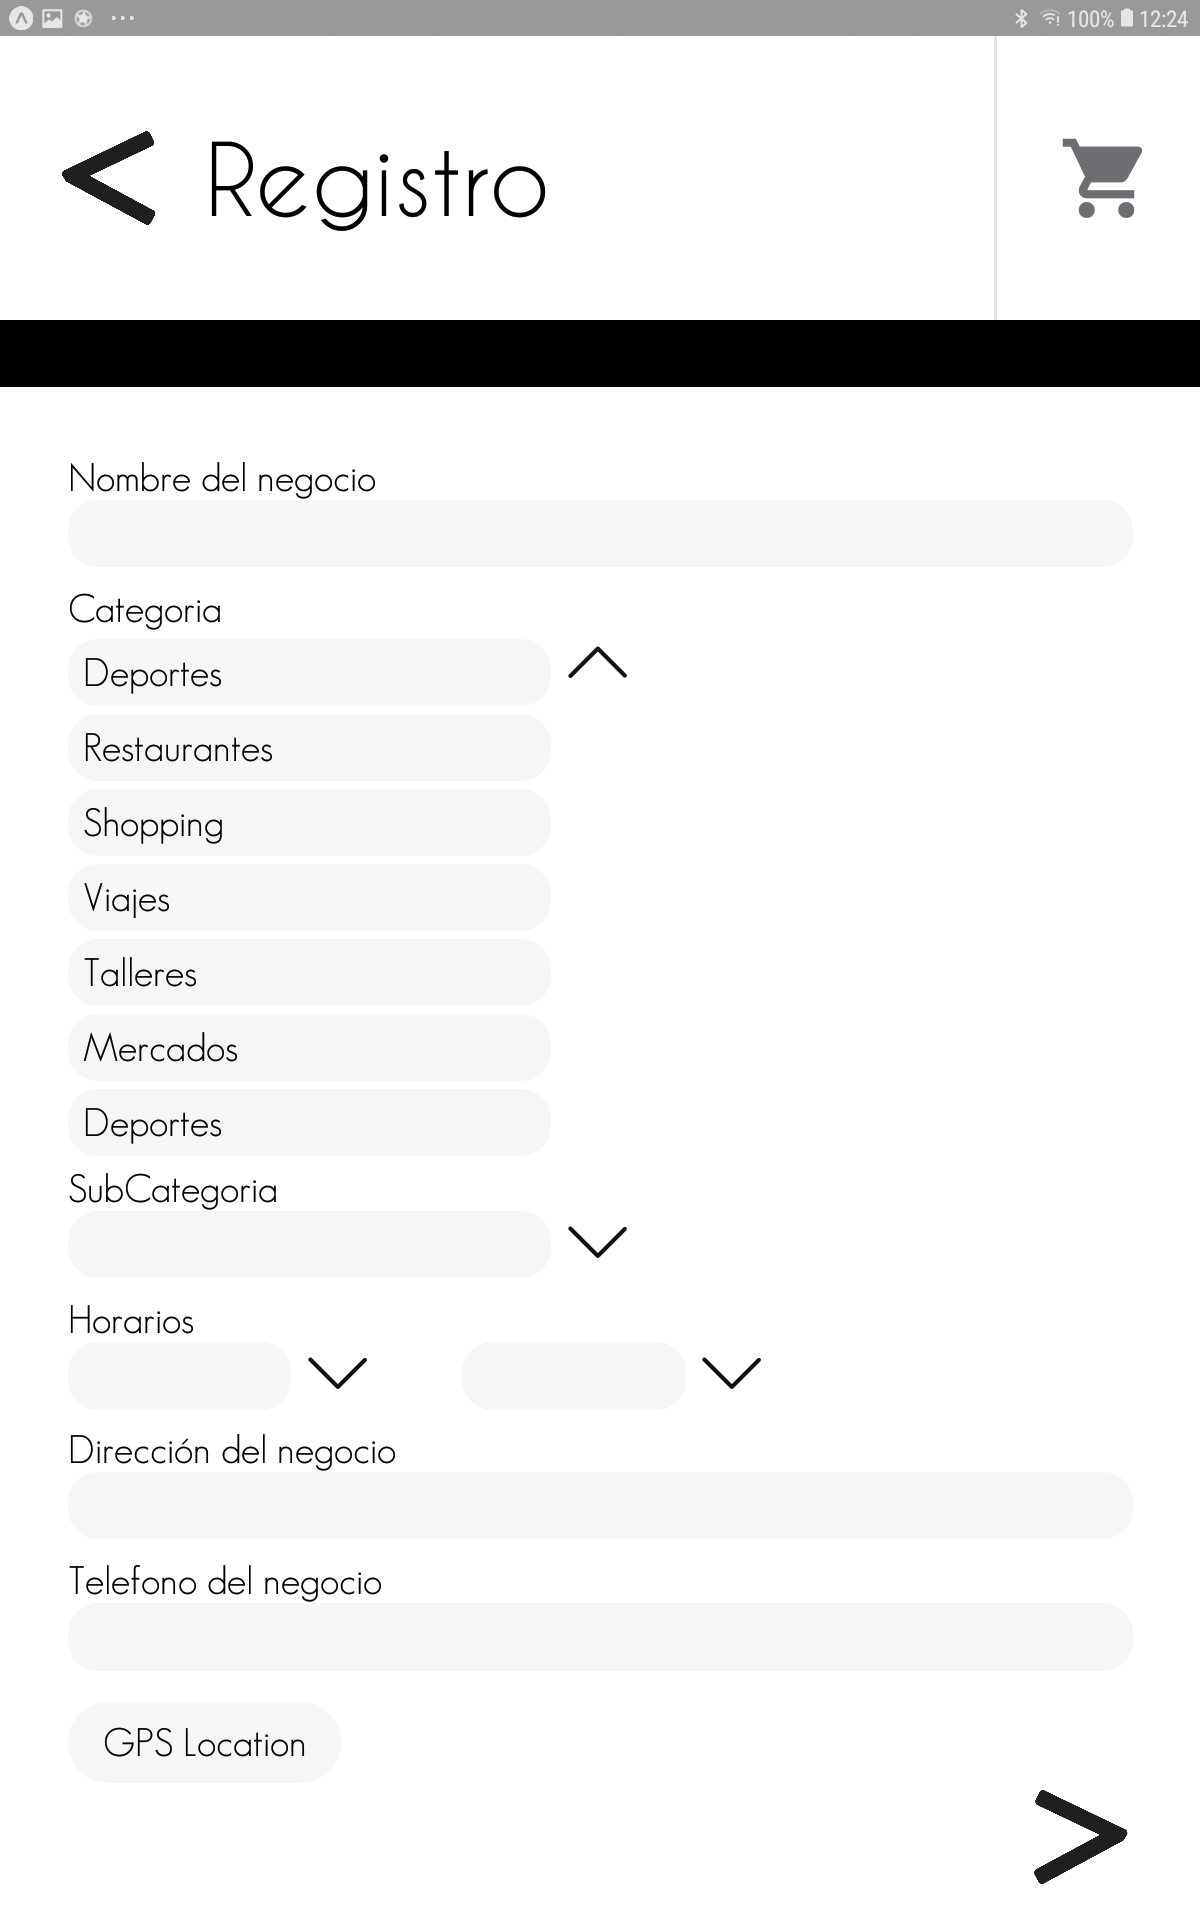 100% 12:24
Registro
Nombre del negocio
Categoria
Deportes
Restaurantes
Shopping
Viajes
Talleres
Mercados
Deportes
SubCategoria
Horarios
Dirección del negocio
Telefono del negocio
GPS Location